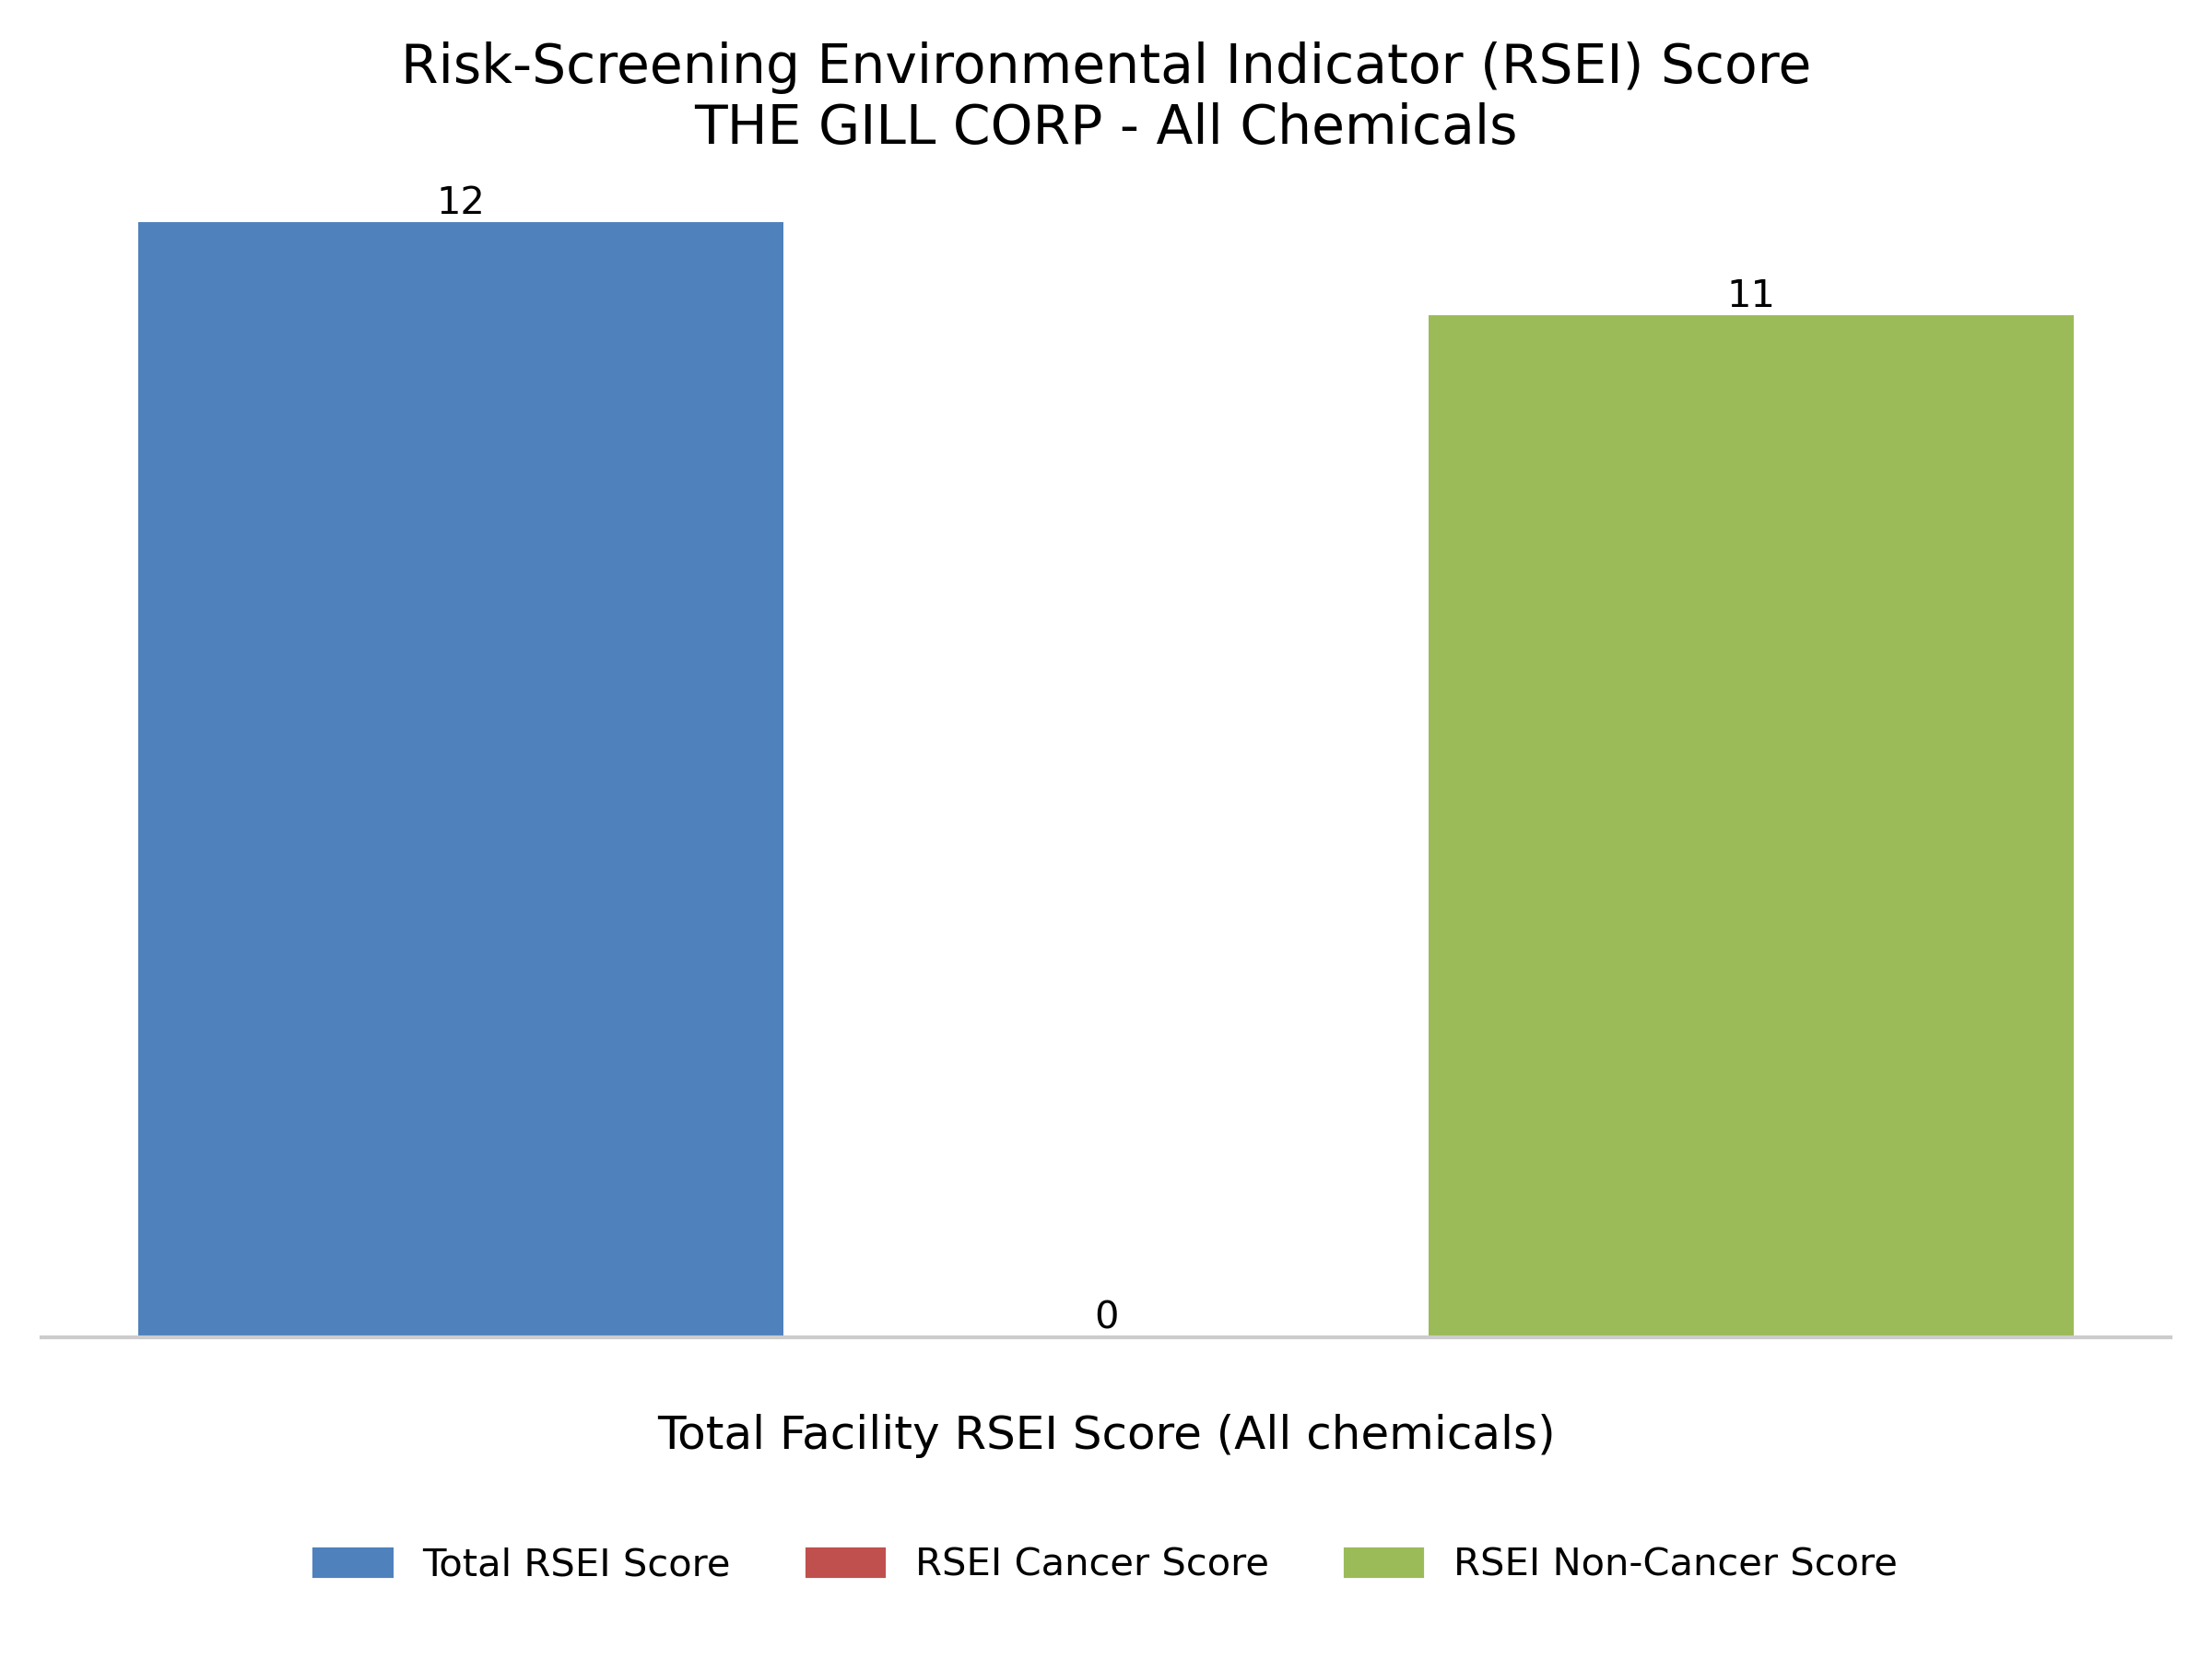 Risk-Screening Environmental Indicator (RSEI) Score
THE GILL CORP - All Chemicals
12
11
0
Total Facility RSEI Score (All chemicals)
Total RSEI Score
RSEI Cancer Score
RSEI Non-Cancer Score